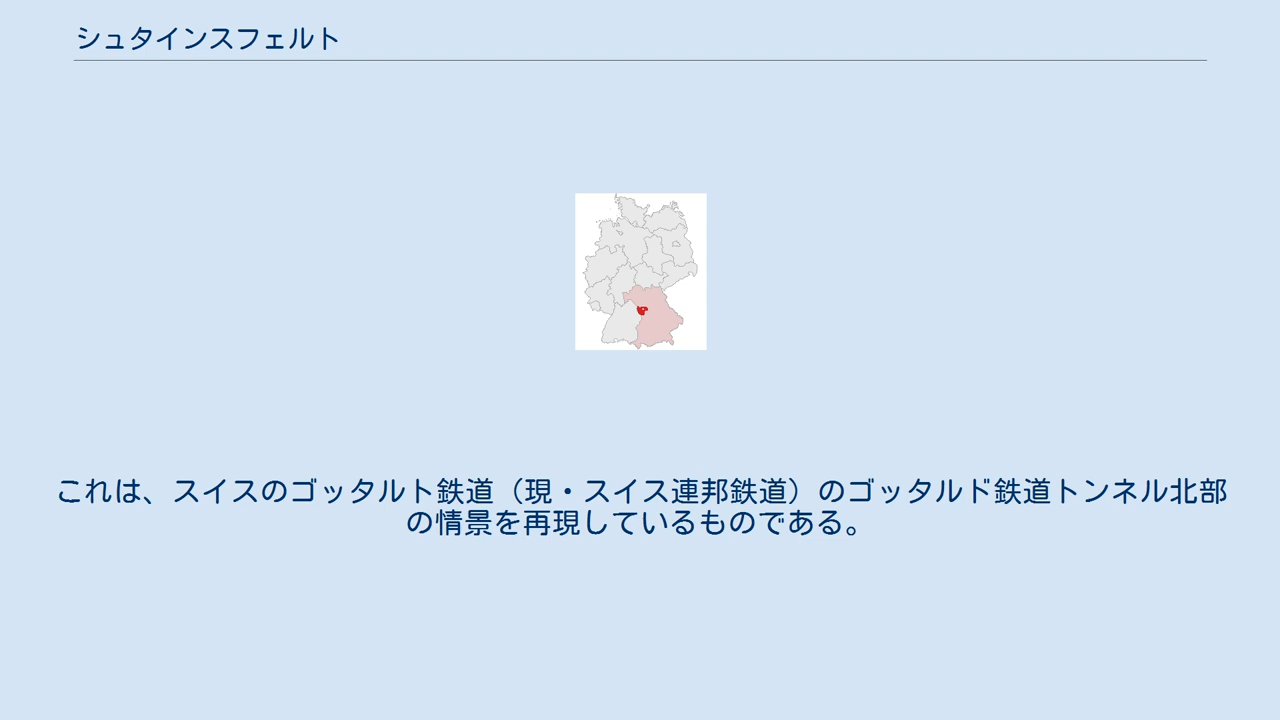 シュタインスフェルト
これは、スイスのゴッタルト鉄道（現・スイス連邦鉄道）のゴッタルド鉄道トンネル北部
の情景を再現しているものである。